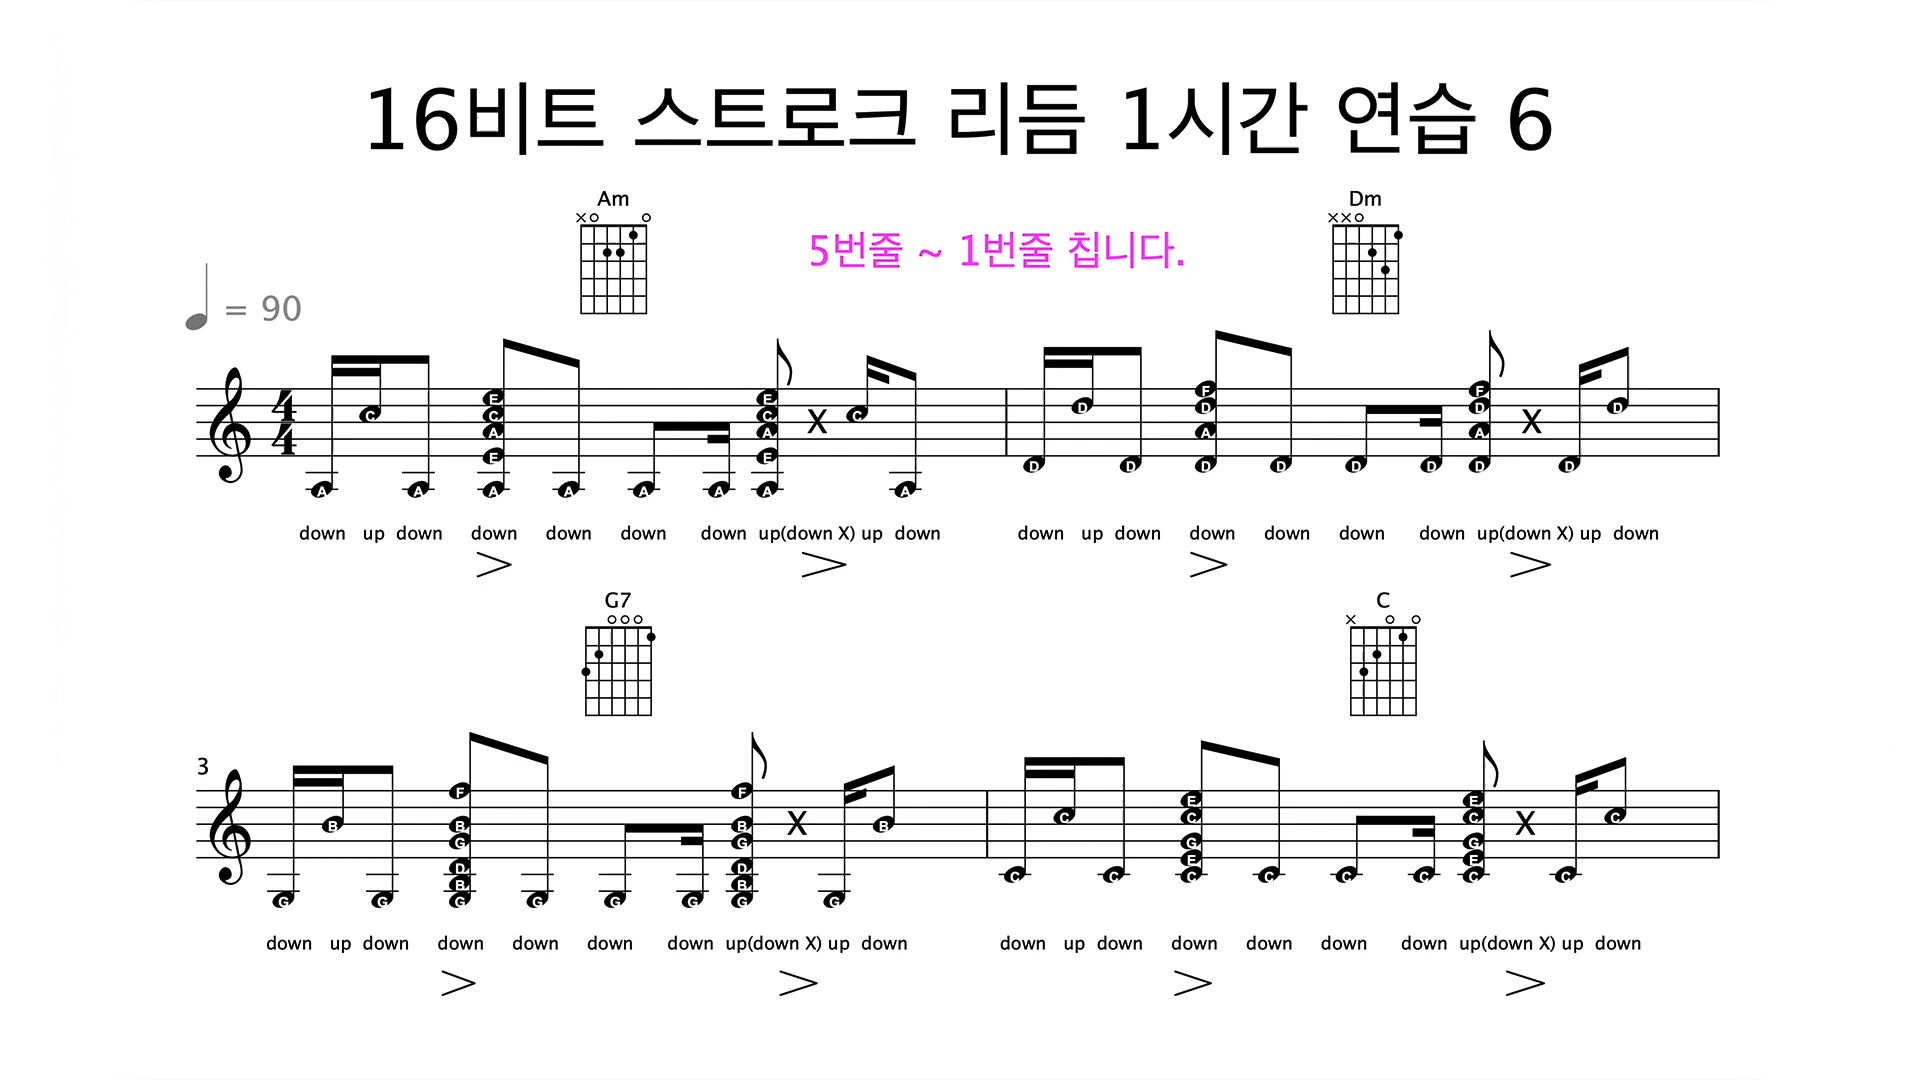 16비트 스트로크 리듬 1시간 연습 6
Am
Dm
5번줄 ~ 1번줄 칩니다.
= 90
4
4
A C A E C A E A A A A E C A E A X C A
D D D F D A D D D D F D A D X D D
down up down down down down down up(down X) up down down up down down down down down up(down X) up down
G7
C
3
G B G F B G D B G G G G F B G D B G X G B
C C C E C G E C C C C E C G E C X C C
down up down down down down down up(down X) up down down up down down down down down up(down X) up down